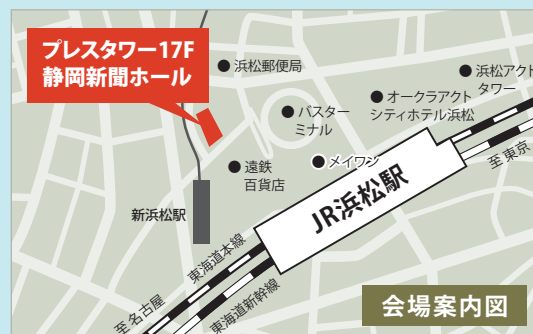 プレスタワー17F
静岡新聞ホール
浜松郵便局
浜松アクト
タワー
オークラアクト
シティホテル浜松
バスター
ミナル
メイワン
遠鉄
百貨店
至東京
JR浜松駅
新浜松駅
東海道本線
東海道新幹線
至名古屋
会場案内図